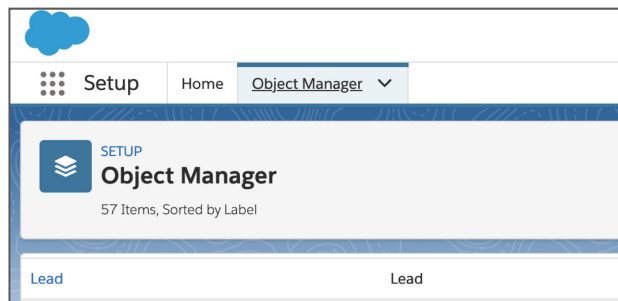 Setup
Home
Object Manager
SETUP
Object Manager
57 Items, Sorted by Label
Lead
Lead